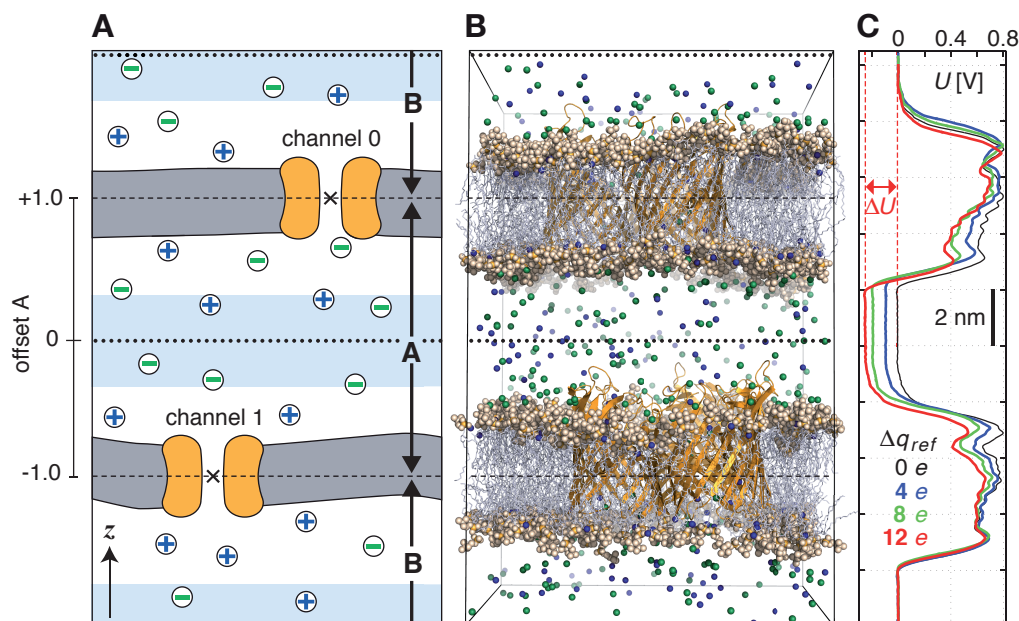 A
B
channel 0
+1.0
offset A
0
A
channel 1
-1.0
z
B
B
C
0 0.4 0.8
U [V]
ΔU
2 nm
Δq_ref
0 e
4 e
8 e
12 e